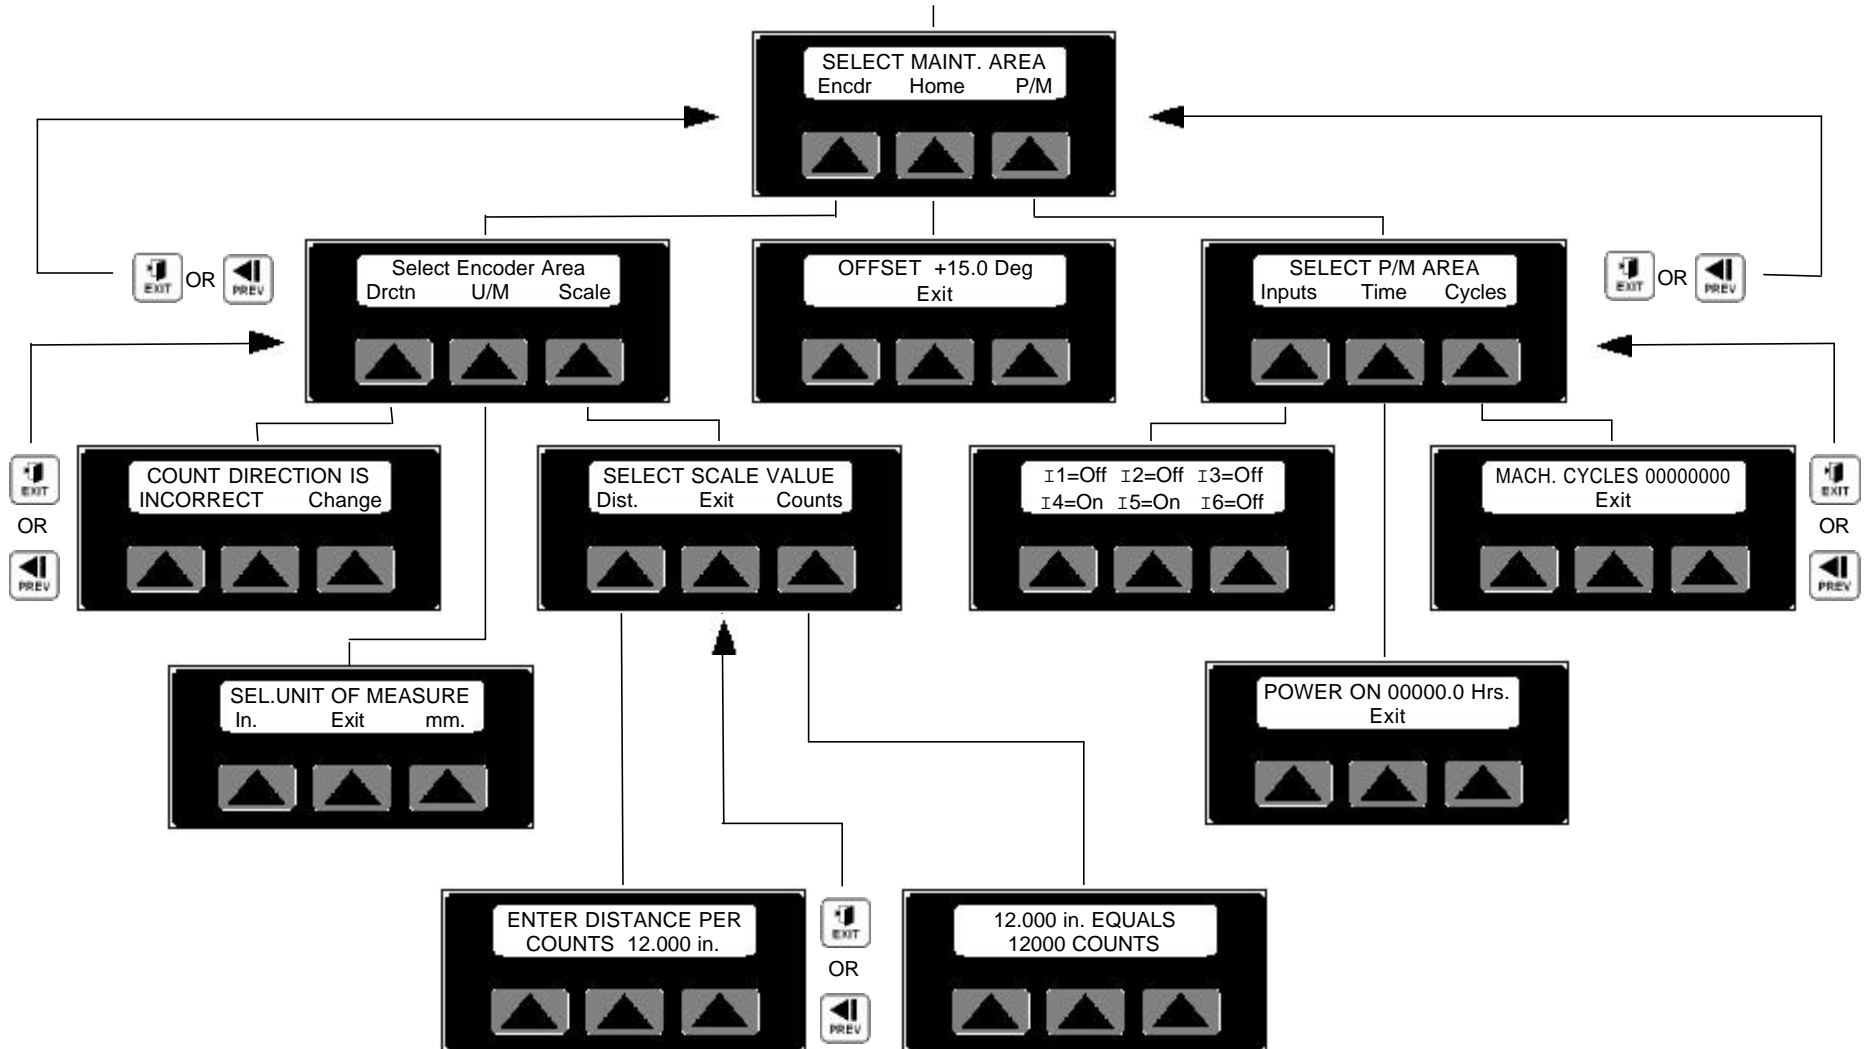 SELECT MAINT. AREA
Encdr Home P/M
EXIT OR PREV
Select Encoder Area
Drctn U/M Scale
OFFSET +15.0 Deg
Exit
SELECT P/M AREA
Inputs Time Cycles
EXIT OR PREV
EXIT
OR
PREV
COUNT DIRECTION IS
INCORRECT Change
SELECT SCALE VALUE
Dist. Exit Counts
I1=Off I2=Off I3=Off
I4=On I5=On I6=Off
MACH. CYCLES 00000000
Exit
EXIT
OR
PREV
SEL.UNIT OF MEASURE
In. Exit mm.
POWER ON 00000.0 Hrs.
Exit
ENTER DISTANCE PER
COUNTS 12.000 in.
EXIT
OR
PREV
12.000 in. EQUALS
12000 COUNTS